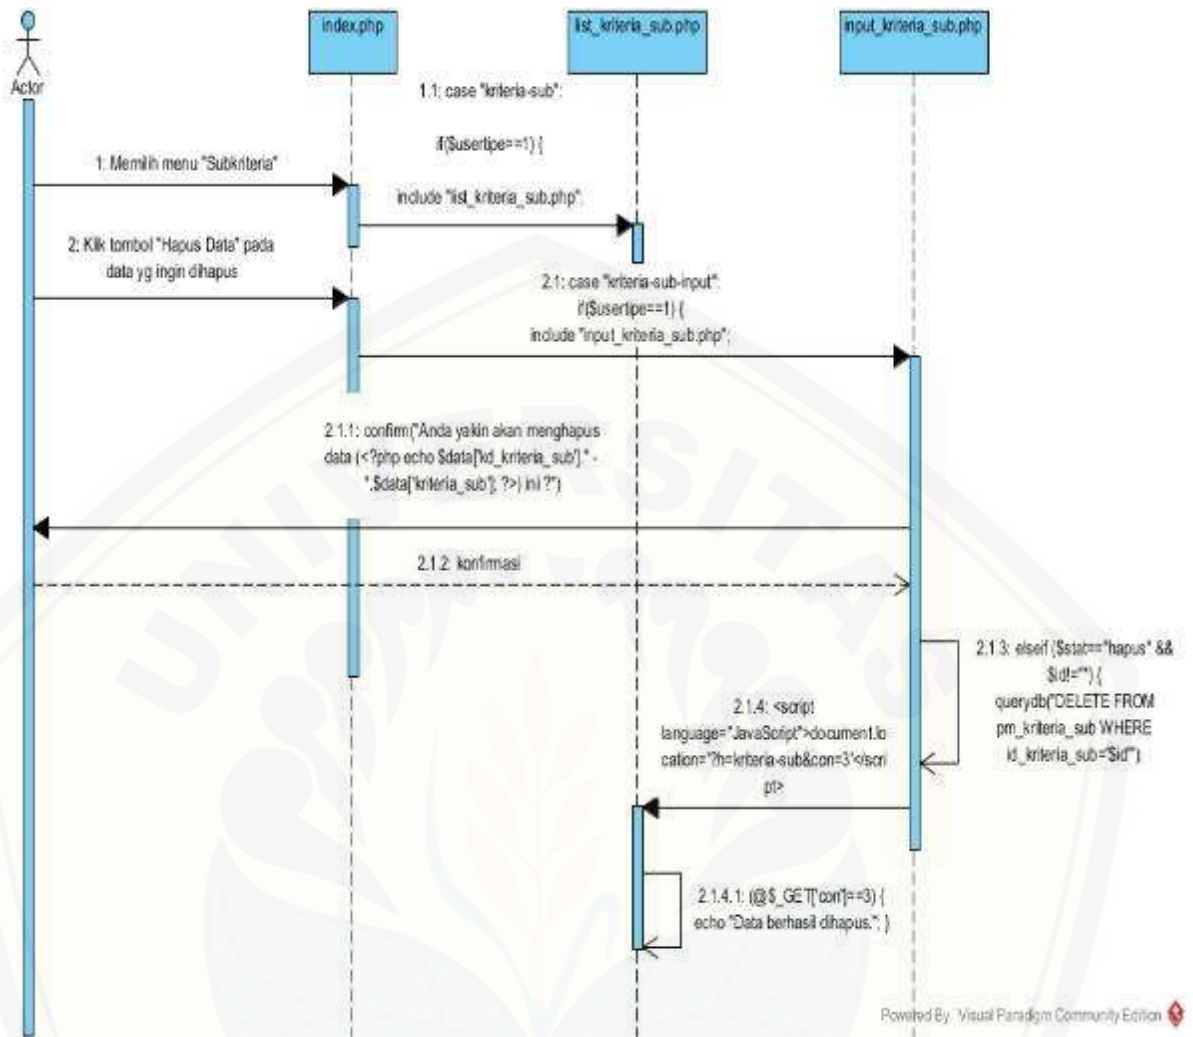 index.php
list_kriteria_sub.php
input_kriteria_sub.php
Actor
1.1: case "kriteria-sub":
if($usertipe==1) {
include "list_kriteria_sub.php";
1: Memilih menu "Subkriteria"
2: Klik tombol "Hapus Data" pada
data yg ingin dihapus
2.1: case "kriteria-sub-input":
if($usertipe==1) {
include "input_kriteria_sub.php";
2.1.1: confirm("Anda yakin akan menghapus
data (<?php echo $data['kd_kriteria_sub']." -
".$data['kriteria_sub']; ?>) ini ?")
2.1.2: konfirmasi
2.1.3: elseif ($stat=="hapus" &&
$id!="") {
querydb("DELETE FROM
pm_kriteria_sub WHERE
id_kriteria_sub='$id'")
2.1.4: <script
language="JavaScript">document.lo
cation='?h=kriteria-sub&con=3'</scri
pt>
2.1.4.1: (@$_GET['con']==3) {
echo "Data berhasil dihapus."; }
UNIVERSITAS
Powered By Visual Paradigm Community Edition